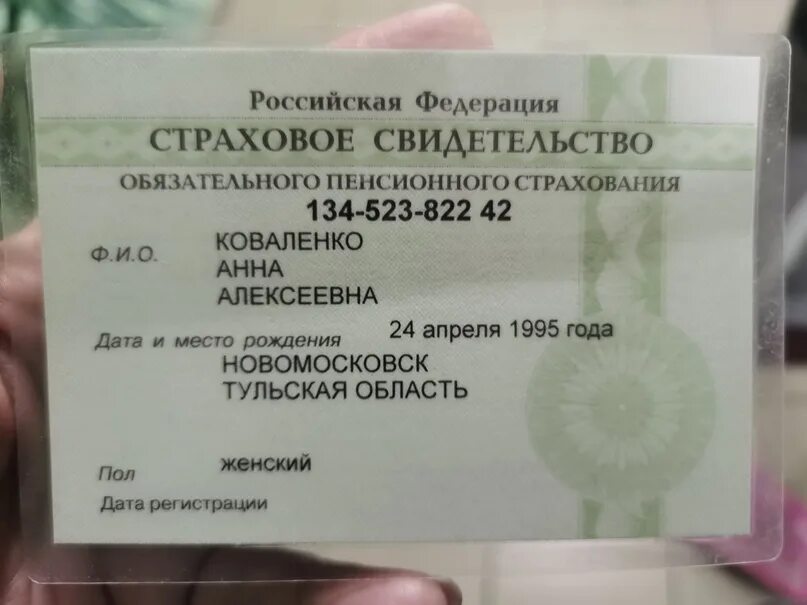 Российская Федерация
СТРАХОВОЕ СВИДЕТЕЛЬСТВО
ОБЯЗАТЕЛЬНОГО ПЕНСИОННОГО СТРАХОВАНИЯ
134-523-822 42
Ф.И.О. КОВАЛЕНКО
АННА
АЛЕКСЕЕВНА
Дата и место рождения 24 апреля 1995 года
НОВОМОСКОВСК
ТУЛЬСКАЯ ОБЛАСТЬ
Пол женский
Дата регистрации